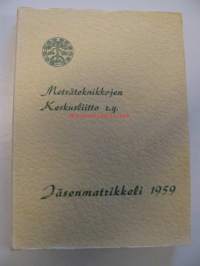 Metsäteknikkojen
Keskusliitto r.y.
Jäsenmatrikkeli 1959